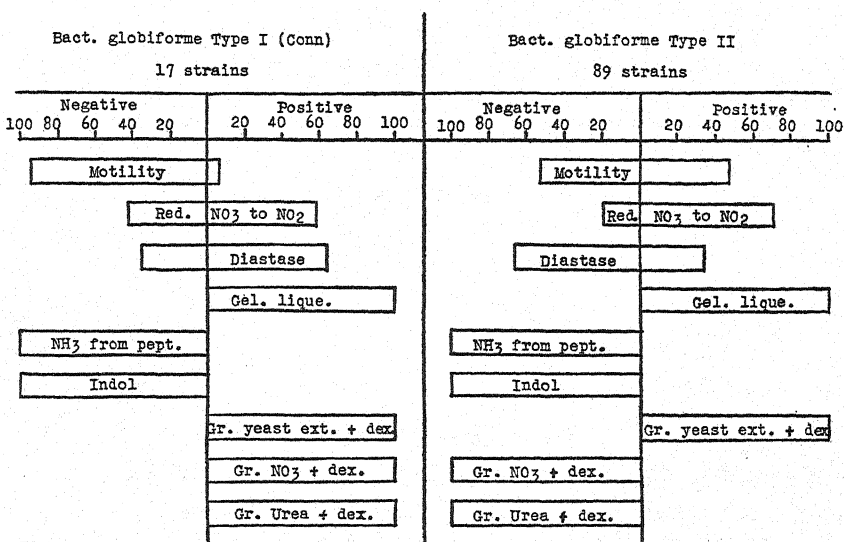 Bact. globiforme Type I (Conn)
17 strains
Negative Positive
100 80 60 40 20 20 40 60 80 100
Motility
Red. NO3 to NO2
Diastase
Gel. lique.
NH3 from pept.
Indol
Gr. yeast ext. + dex
Gr. NO3 + dex.
Gr. Urea + dex.
Bact. globiforme Type II
89 strains
Negative Positive
100 80 60 40 20 20 40 60 80 100
Motility
Red. NO3 to NO2
Diastase
Gel. lique.
NH3 from pept.
Indol
Gr. yeast ext. + dex
Gr. NO3 + dex.
Gr. Urea + dex.